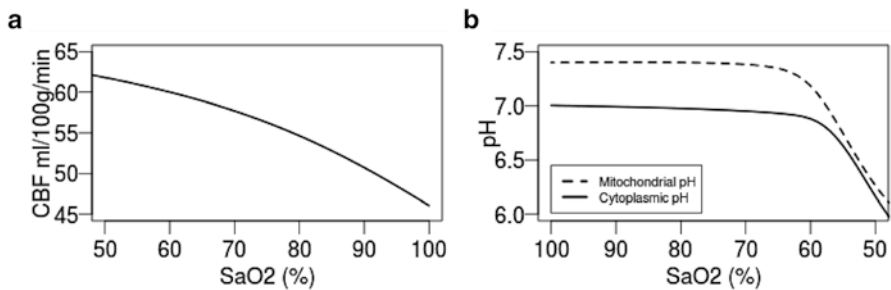 a
65
60
55
50
45
CBF ml/100g/min
50 60 70 80 90 100
SaO2 (%)
b
7.5
7.0
6.5
6.0
pH
Mitochondrial pH
Cytoplasmic pH
100 90 80 70 60 50
SaO2 (%)